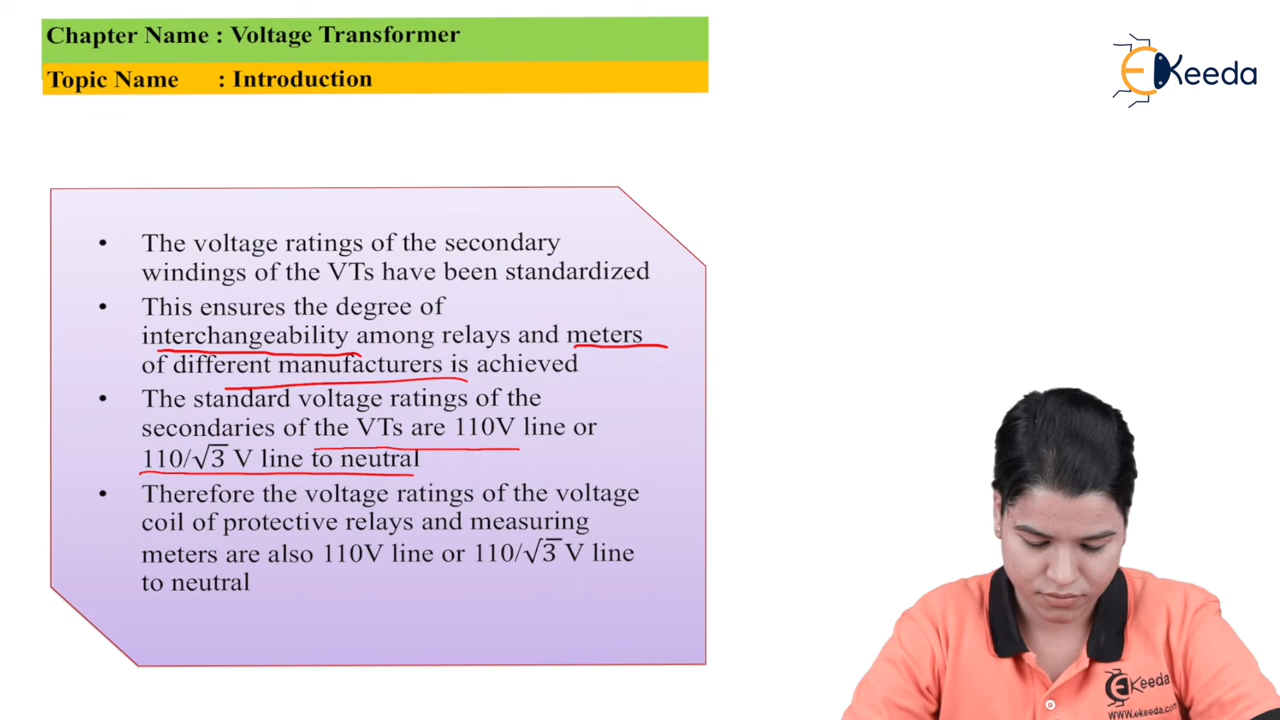 Chapter Name : Voltage Transformer
Topic Name : Introduction
Keeda
• The voltage ratings of the secondary
windings of the VTs have been standardized
• This ensures the degree of
interchangeability among relays and meters
of different manufacturers is achieved
• The standard voltage ratings of the
secondaries of the VTs are 110V line or
110/√3 V line to neutral
• Therefore the voltage ratings of the voltage
coil of protective relays and measuring
meters are also 110V line or 110/√3 V line
to neutral
Keeda
www.ekeeda.com